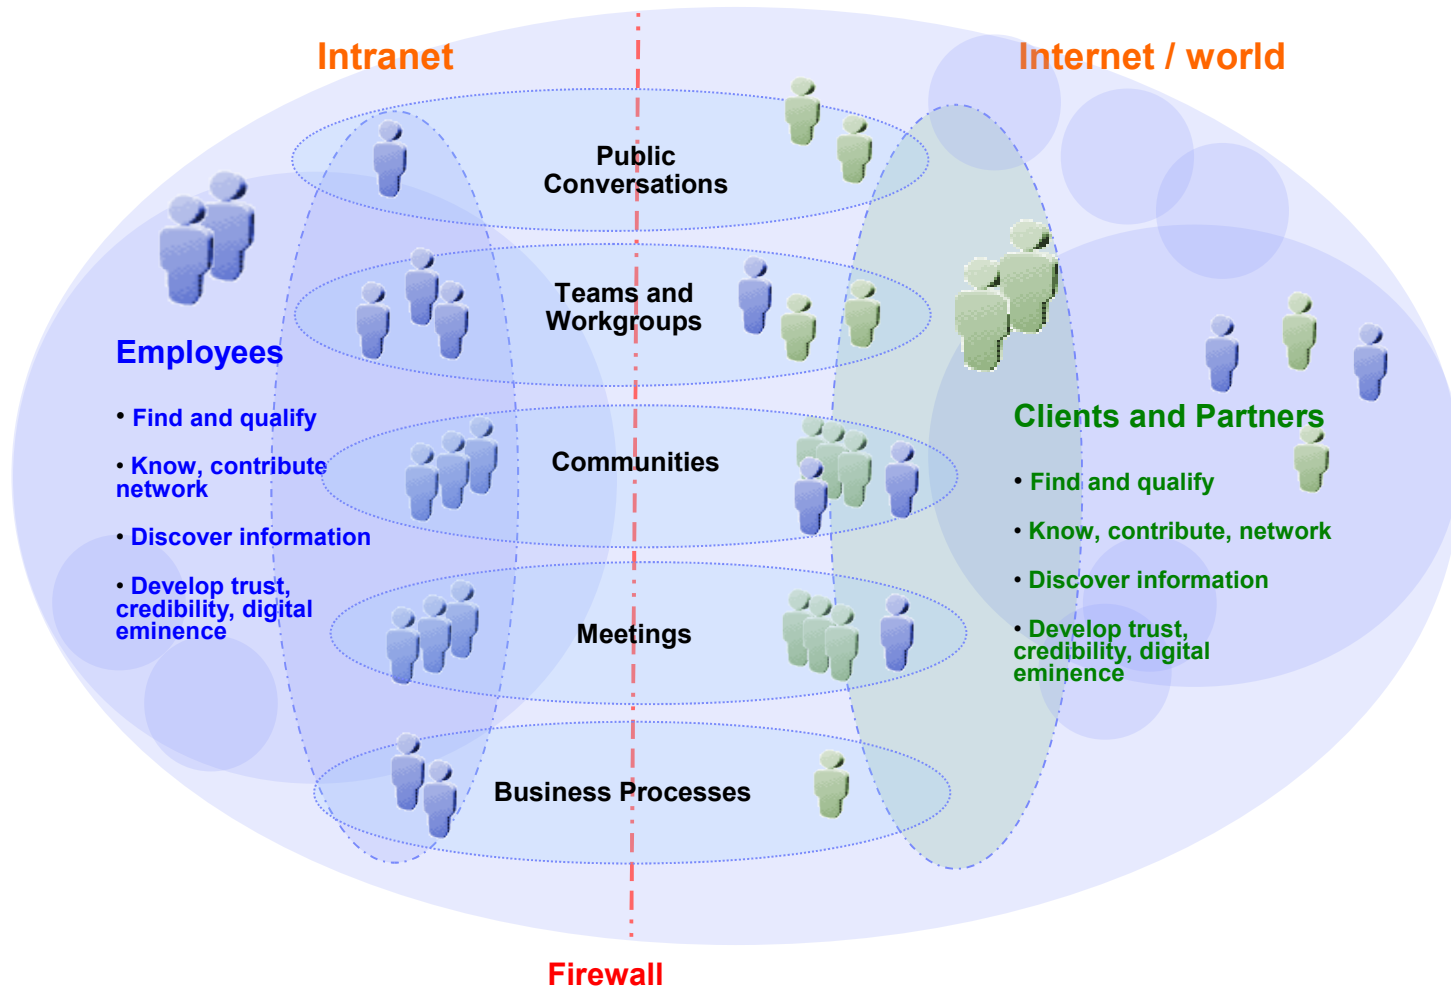 Intranet
Internet / world
Public
Conversations
Teams and
Workgroups
Employees
• Find and qualify
• Know, contribute
network
• Discover information
• Develop trust,
credibility, digital
eminence
Communities
Meetings
Business Processes
Clients and Partners
• Find and qualify
• Know, contribute, network
• Discover information
• Develop trust,
credibility, digital
eminence
Firewall